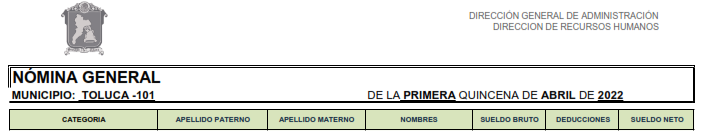 DIRECCIÓN GENERAL DE ADMINISTRACIÓN
DIRECCION DE RECURSOS HUMANOS
NÓMINA GENERAL
MUNICIPIO: TOLUCA -101 DE LA PRIMERA QUINCENA DE ABRIL DE 2022
CATEGORIA APELLIDO PATERNO APELLIDO MATERNO NOMBRES SUELDO BRUTO DEDUCCIONES SUELDO NETO